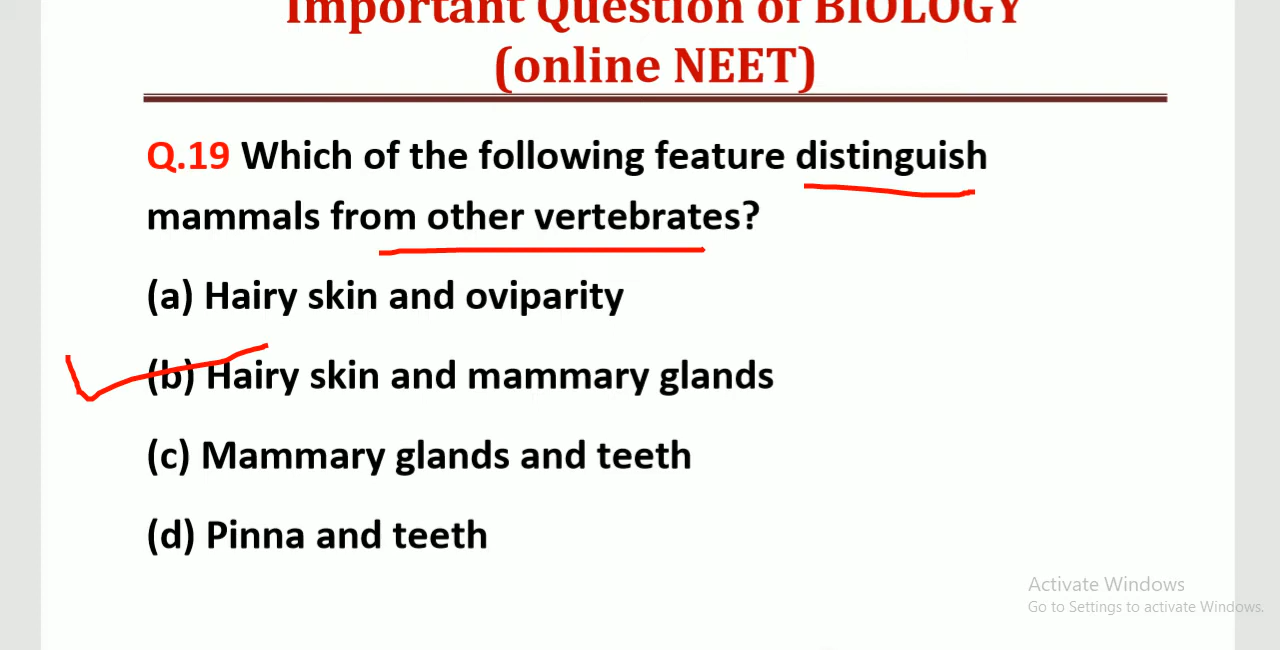 Important Question of BIOLOGY
(online NEET)
Q.19 Which of the following feature distinguish
mammals from other vertebrates?
(a) Hairy skin and oviparity
(b) Hairy skin and mammary glands
(c) Mammary glands and teeth
(d) Pinna and teeth
Activate Windows
Go to Settings to activate Windows.